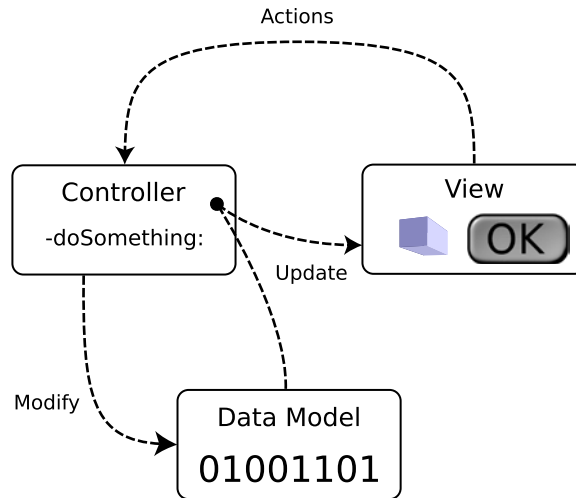 Actions
Controller
-doSomething:
View
OK
Update
Modify
Data Model
01001101